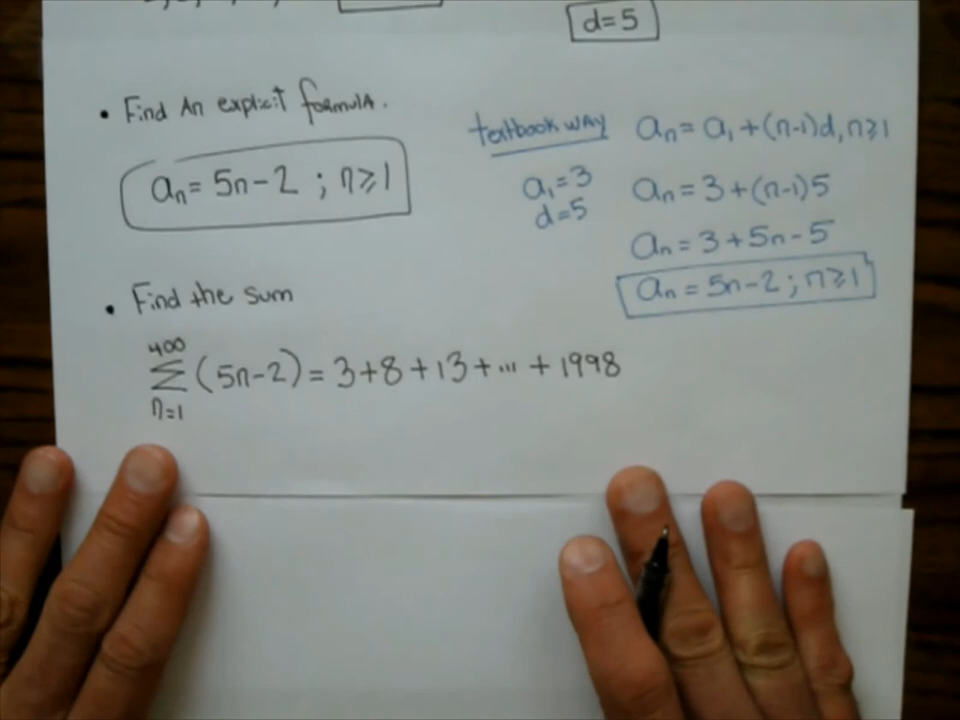 d=5
• Find An explicit formula.
aₙ = 5n-2 ; n≥1
textbook way
a₁=3
d=5
aₙ = a₁ + (n-1)d, n≥1
aₙ = 3 + (n-1)5
aₙ = 3 + 5n - 5
aₙ = 5n-2 ; n≥1
• Find the sum
400
∑ (5n-2) = 3+8+13+...+1998
n=1